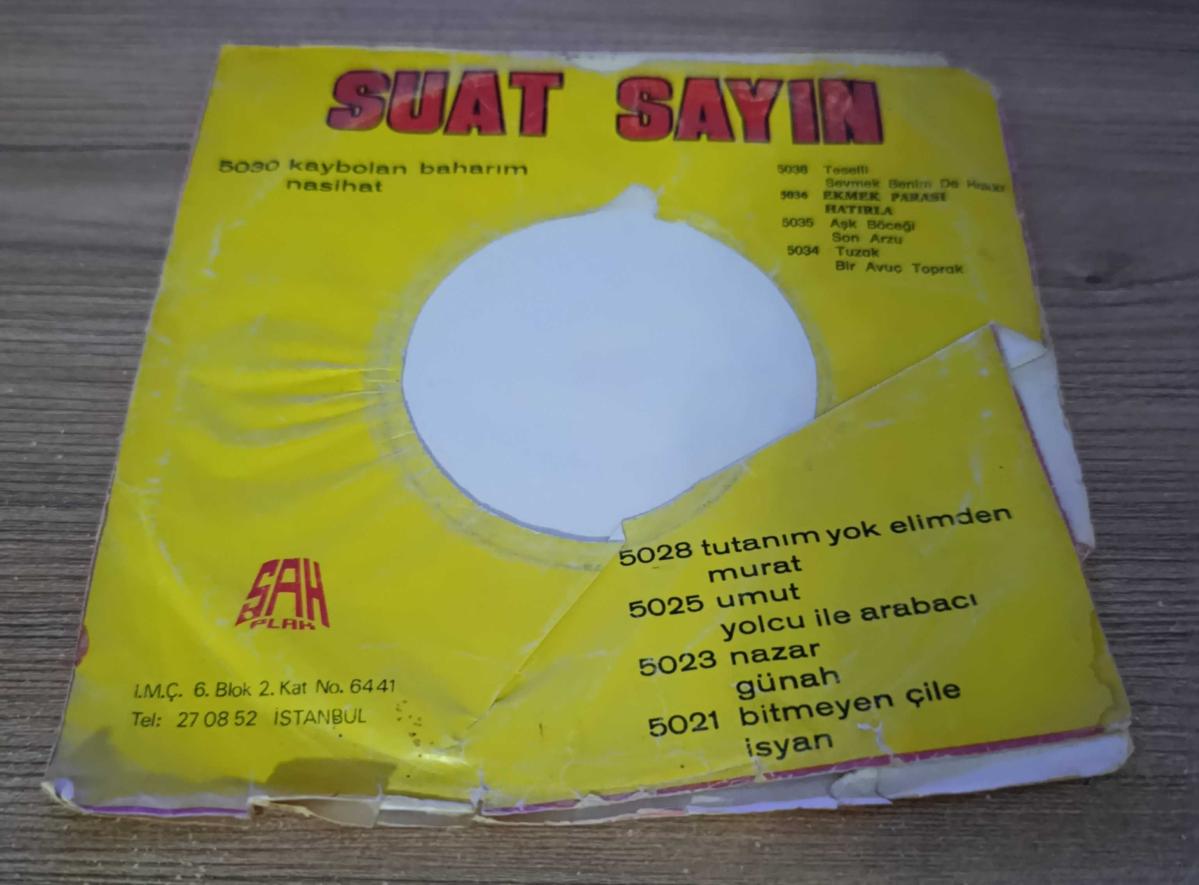 SUAT SAYIN
5030 kaybolan baharım
nasihat
5038 Teselli
Sevmek Benim De Hakkım
5036 EKMEK PARASI
HATIRLA
5035 Aşk Böceği
Son Arzu
5034 Tuzak
Bir Avuç Toprak
5028 tutanım yok elimden
murat
5025 umut
yolcu ile arabacı
5023 nazar
günah
5021 bitmeyen çile
isyan
ŞAH
PLAK
İ.M.Ç. 6. Blok 2. Kat No. 6441
Tel: 27 08 52 İSTANBUL